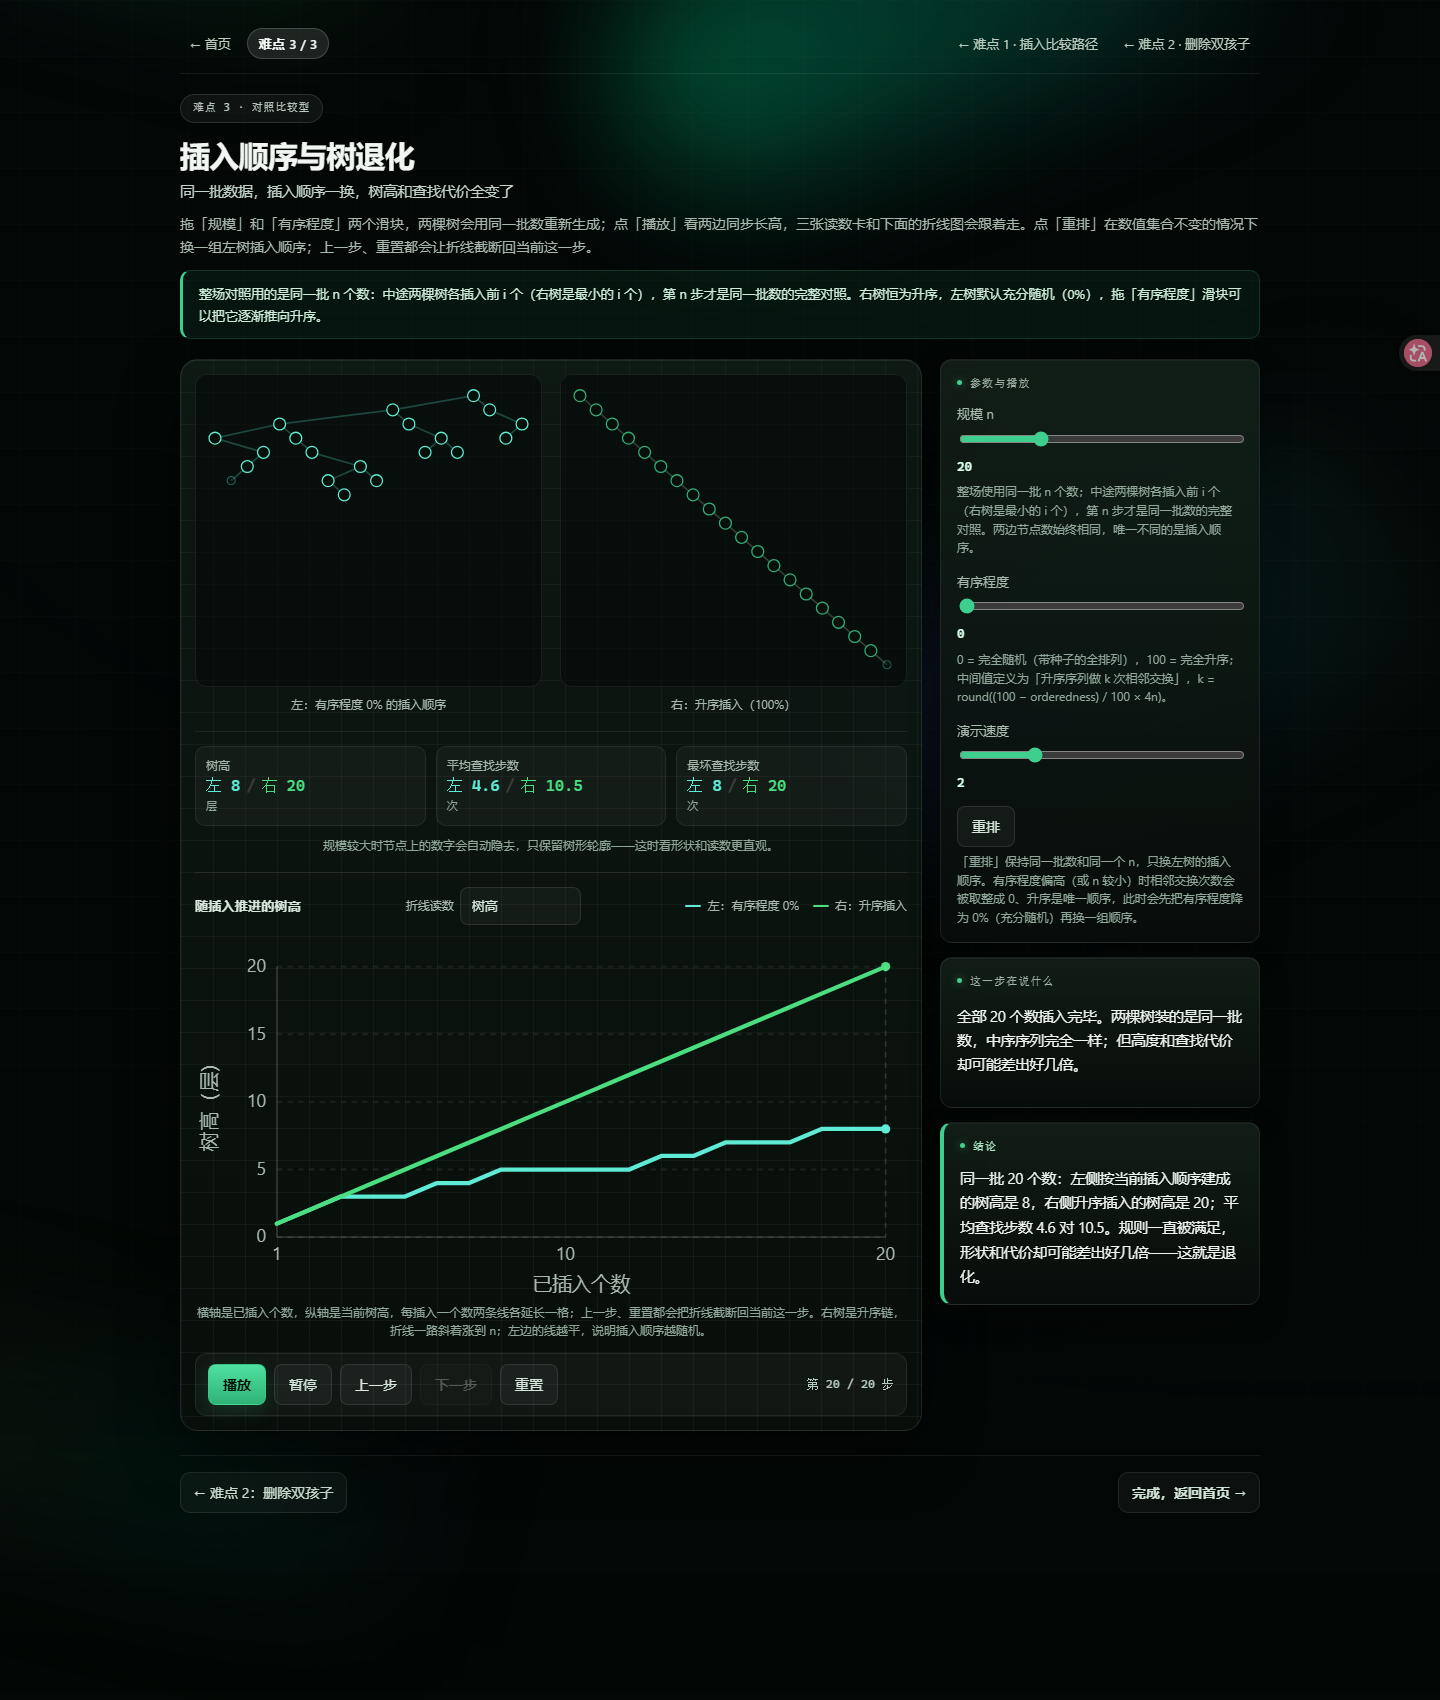 ← 首页
难点 3 / 3
← 难点 1 · 插入比较路径
← 难点 2 · 删除双孩子
难点 3 · 对照比较型
插入顺序与树退化
同一批数据，插入顺序一换，树高和查找代价全变了
拖「规模」和「有序程度」两个滑块，两棵树会用同一批数重新生成；点「播放」看两边同步长高，三张读数卡和下面的折线图会跟着走。点「重排」在数值集合不变的情况下
换一组左树插入顺序；上一步、重置都会让折线截断回当前这一步。
整场对照用的是同一批 n 个数：中途两棵树各插入前 i 个（右树是最小的 i 个），第 n 步才是同一批数的完整对照。右树恒为升序，左树默认充分随机（0%），拖「有序程度」滑块可
以把它逐渐推向升序。
左：有序程度 0% 的插入顺序
右：升序插入（100%）
树高
左 8 / 右 20
层
平均查找步数
左 4.6 / 右 10.5
次
最坏查找步数
左 8 / 右 20
次
规模较大时节点上的数字会自动隐去，只保留树形轮廓——这时看形状和读数更直观。
随插入推进的树高
折线读数
树高
左：有序程度 0%
右：升序插入
20
15
10
5
0
树高（层）
1
10
20
已插入个数
横轴是已插入个数，纵轴是当前树高，每插入一个数两条线各延长一格；上一步、重置都会把折线截断回当前这一步。右树是升序链，
折线一路斜着涨到 n；左边的线越平，说明插入顺序越随机。
播放
暂停
上一步
下一步
重置
第 20 / 20 步
参数与播放
规模 n
20
整场使用同一批 n 个数；中途两棵树各插入前 i 个
（右树是最小的 i 个），第 n 步才是同一批数的完整
对照。两边节点数始终相同，唯一不同的是插入顺
序。
有序程度
0
0 = 完全随机（带种子的全排列），100 = 完全升序；
中间值定义为「升序序列做 k 次相邻交换」，k =
round((100 − orderedness) / 100 × 4n)。
演示速度
2
重排
「重排」保持同一批数和同一个 n，只换左树的插入
顺序。有序程度偏高（或 n 较小）时相邻交换次数会
被取整成 0、升序是唯一顺序，此时会先把有序程度降
为 0%（充分随机）再换一组顺序。
这一步在说什么
全部 20 个数插入完毕。两棵树装的是同一批
数，中序序列完全一样；但高度和查找代价
却可能差出好几倍。
结论
同一批 20 个数：左侧按当前插入顺序建成
的树高是 8，右侧升序插入的树高是 20；平
均查找步数 4.6 对 10.5。规则一直被满足，
形状和代价却可能差出好几倍——这就是退
化。
← 难点 2：删除双孩子
完成，返回首页 →